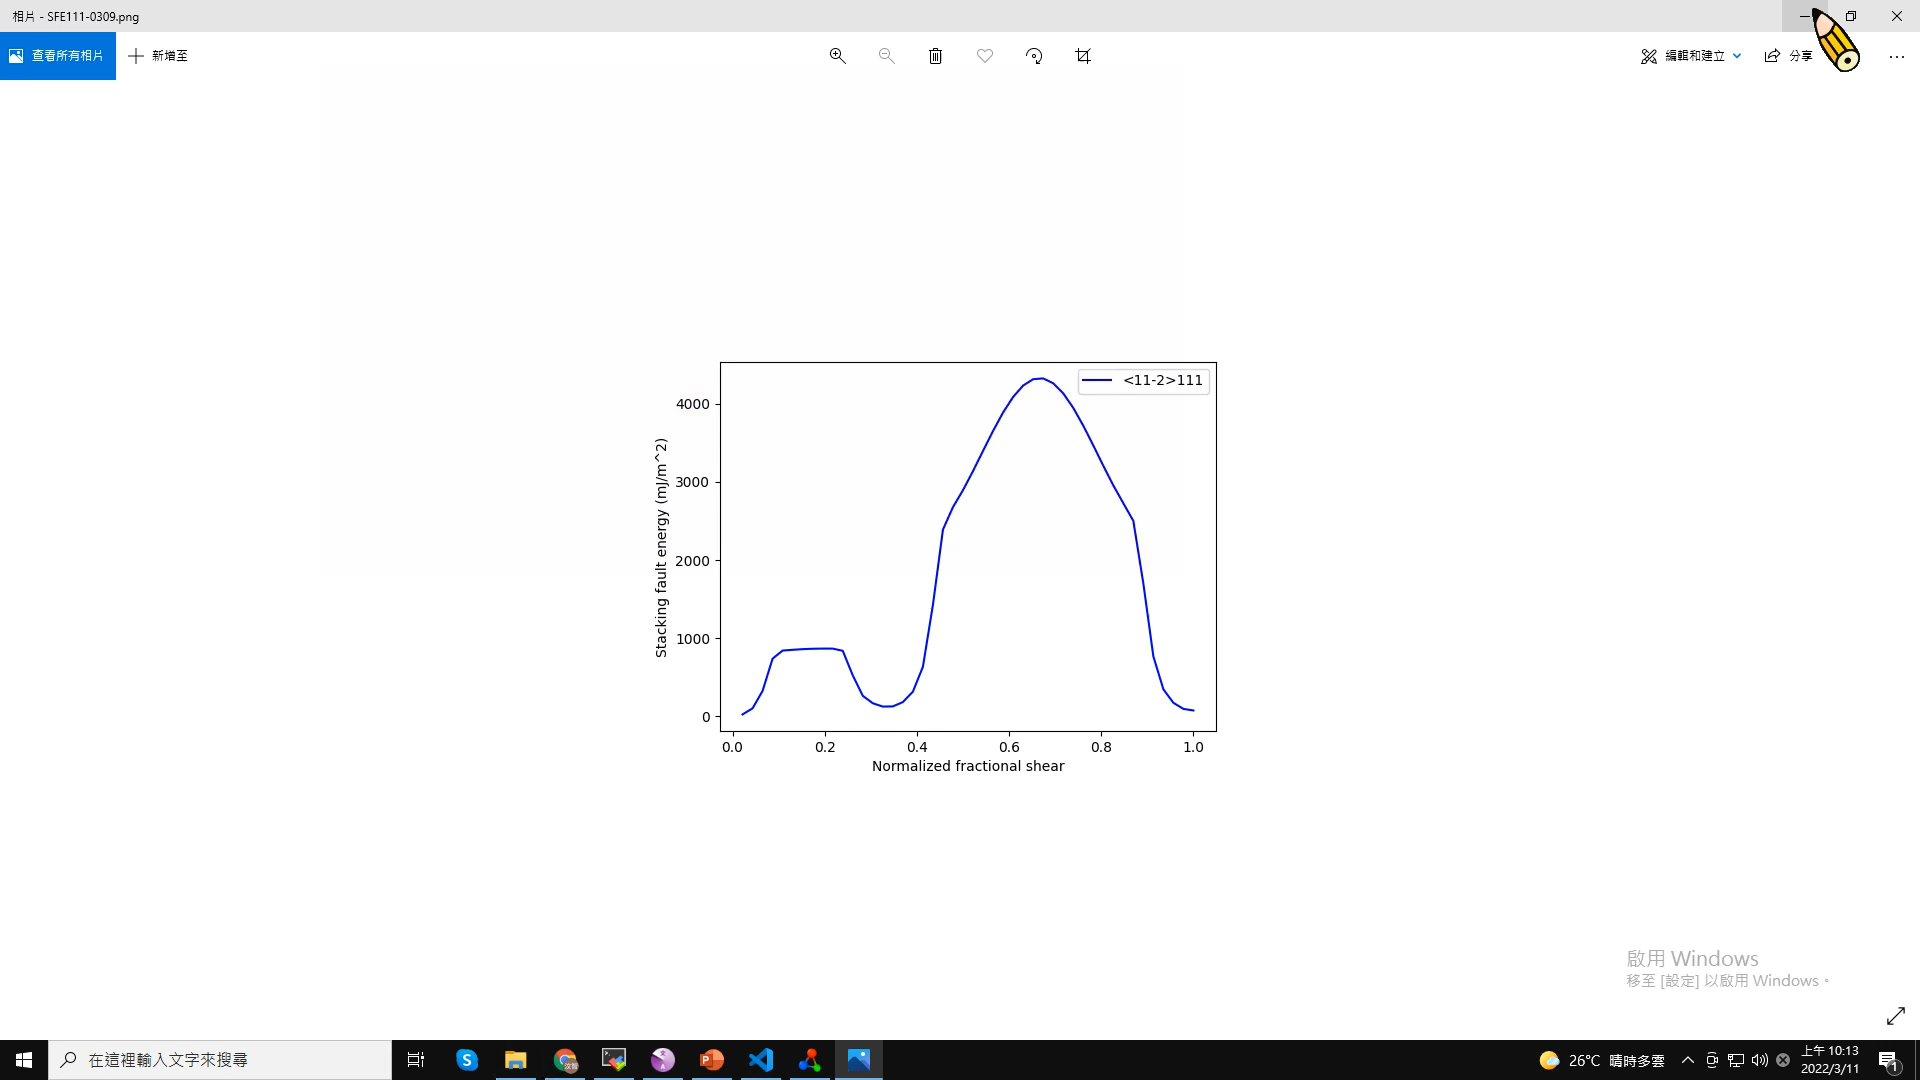 相片 - SFE111-0309.png
查看所有相片
新增至
編輯和建立
分享
<11-2>111
4000
3000
2000
1000
0
Stacking fault energy (mJ/m^2)
0.0 0.2 0.4 0.6 0.8 1.0
Normalized fractional shear
啟用 Windows
移至 [設定] 以啟用 Windows。
在這裡輸入文字來搜尋
26°C 晴時多雲
上午 10:13
2022/3/11
1